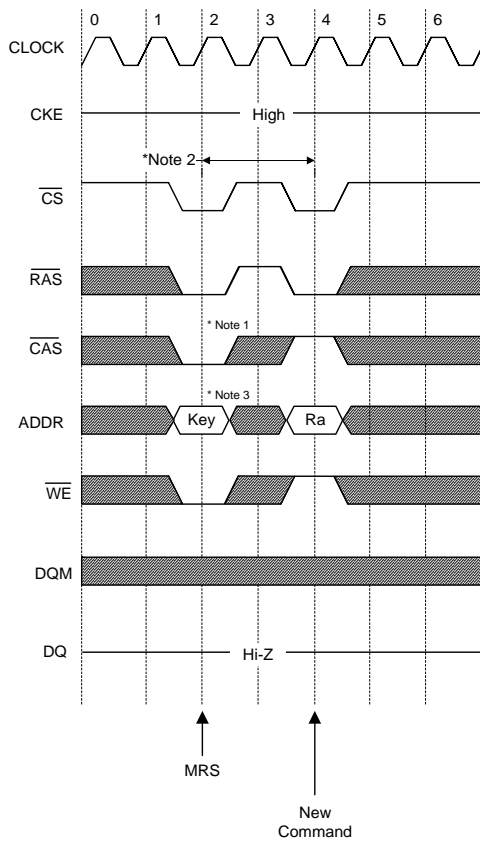 0 1 2 3 4 5 6
CLOCK
CKE
High
*Note 2
CS
RAS
* Note 1
CAS
* Note 3
ADDR
Key
Ra
WE
DQM
DQ
Hi-Z
MRS
New
Command